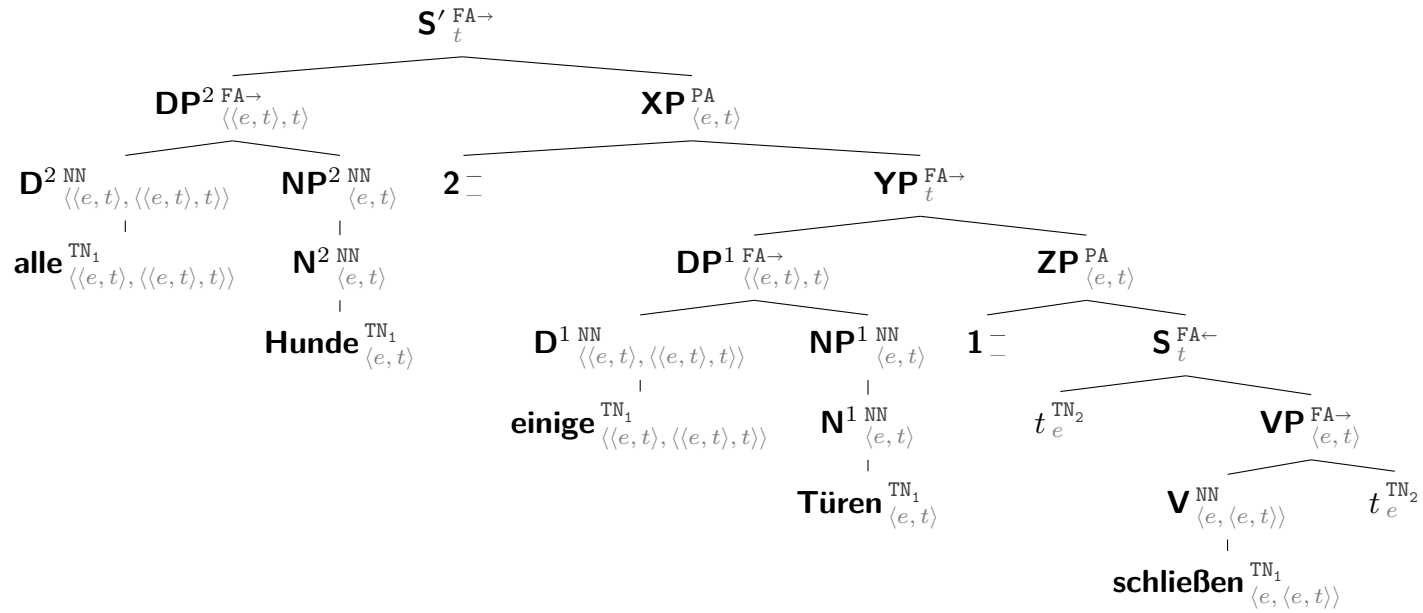 S′ FA→ t
DP² FA→ ⟨⟨e, t⟩, t⟩ XP PA ⟨e, t⟩
D² NN ⟨⟨e, t⟩, ⟨⟨e, t⟩, t⟩⟩ NP² NN ⟨e, t⟩ 2 – – YP FA→ t
alle TN₁ ⟨⟨e, t⟩, ⟨⟨e, t⟩, t⟩⟩ N² NN ⟨e, t⟩ DP¹ FA→ ⟨⟨e, t⟩, t⟩ ZP PA ⟨e, t⟩
Hunde TN₁ ⟨e, t⟩ D¹ NN ⟨⟨e, t⟩, ⟨⟨e, t⟩, t⟩⟩ NP¹ NN ⟨e, t⟩ 1 – – S FA← t
einige TN₁ ⟨⟨e, t⟩, ⟨⟨e, t⟩, t⟩⟩ N¹ NN ⟨e, t⟩ t TN₂ e VP FA→ ⟨e, t⟩
Türen TN₁ ⟨e, t⟩ V NN ⟨e, ⟨e, t⟩⟩ t TN₂ e
schließen TN₁ ⟨e, ⟨e, t⟩⟩